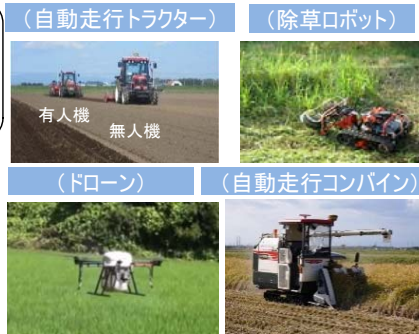 （自動走行トラクター）
（除草ロボット）
有人機
無人機
（ドローン）
（自動走行コンバイン）